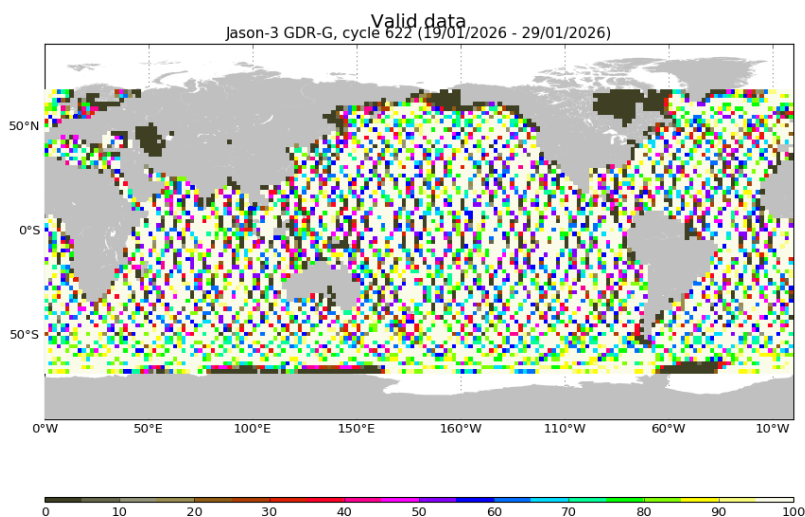 Valid data
Jason-3 GDR-G, cycle 622 (19/01/2026 - 29/01/2026)
50°N
0°S
50°S
0°W 50°E 100°E 150°E 160°W 110°W 60°W 10°W
0 10 20 30 40 50 60 70 80 90 100